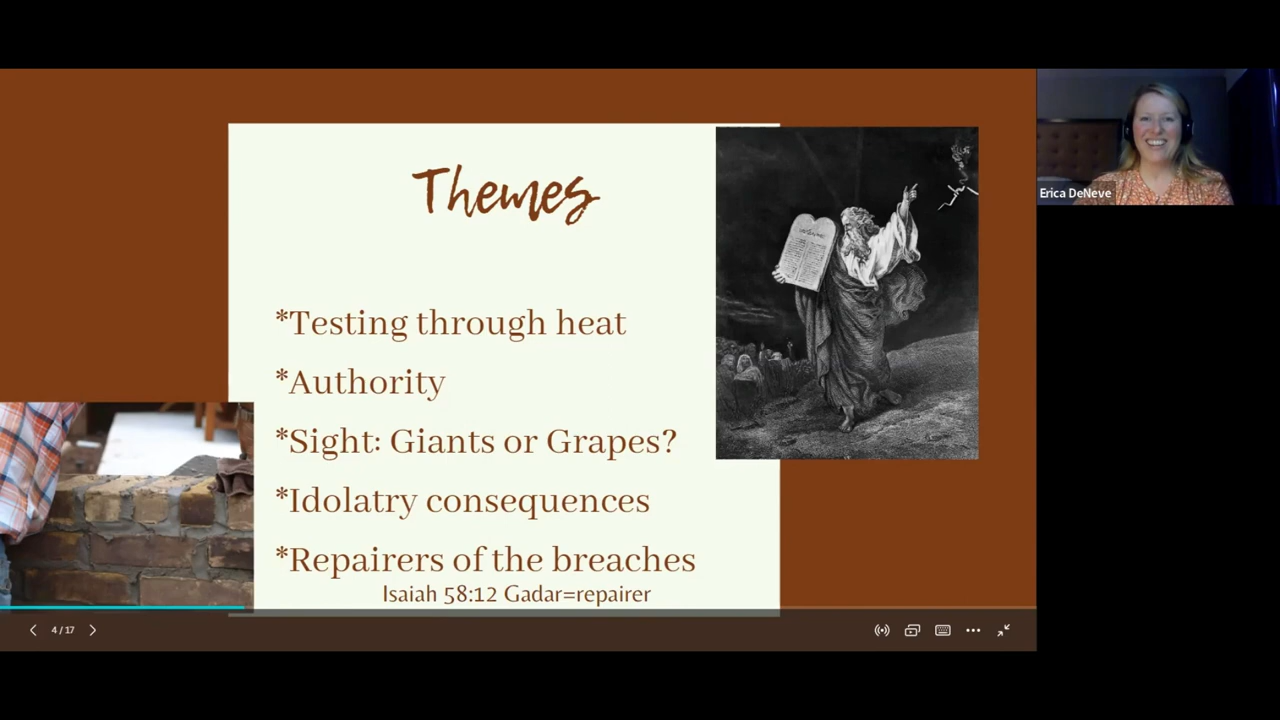 Themes
*Testing through heat
*Authority
*Sight: Giants or Grapes?
*Idolatry consequences
*Repairers of the breaches
Isaiah 58:12 Gadar=repairer
Erica DeNeve
4 / 17